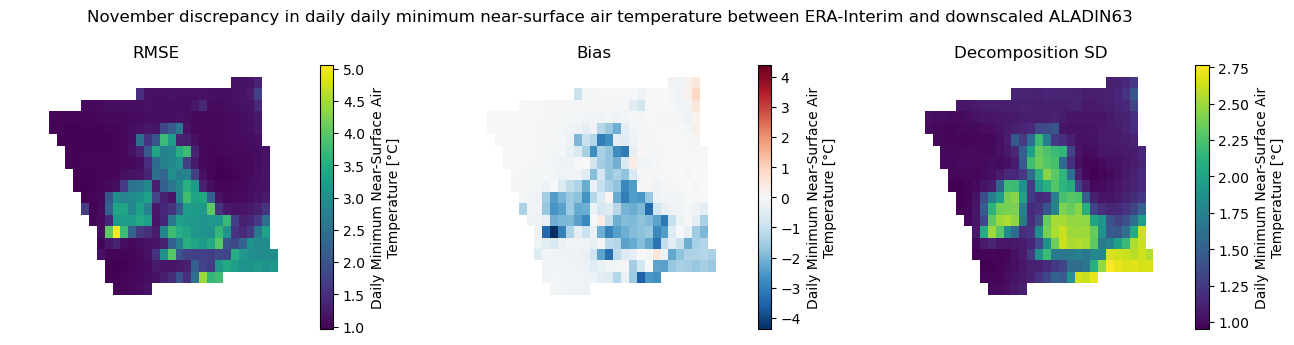 November discrepancy in daily daily minimum near-surface air temperature between ERA-Interim and downscaled ALADIN63
RMSE
5.0
4.5
4.0
3.5
3.0
2.5
2.0
1.5
1.0
Daily Minimum Near-Surface Air
Temperature [°C]
Bias
4
3
2
1
0
−1
−2
−3
−4
Daily Minimum Near-Surface Air
Temperature [°C]
Decomposition SD
2.75
2.50
2.25
2.00
1.75
1.50
1.25
1.00
Daily Minimum Near-Surface Air
Temperature [°C]